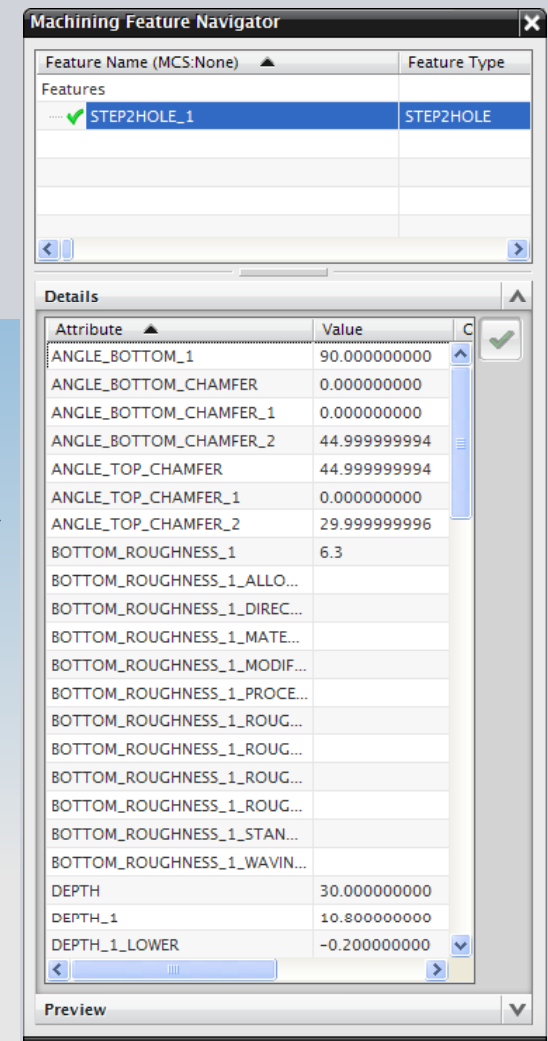 Machining Feature Navigator
Feature Name (MCS:None) Feature Type
Features
STEP2HOLE_1 STEP2HOLE
Details
Attribute Value C
ANGLE_BOTTOM_1 90.000000000
ANGLE_BOTTOM_CHAMFER 0.000000000
ANGLE_BOTTOM_CHAMFER_1 0.000000000
ANGLE_BOTTOM_CHAMFER_2 44.999999994
ANGLE_TOP_CHAMFER 44.999999994
ANGLE_TOP_CHAMFER_1 0.000000000
ANGLE_TOP_CHAMFER_2 29.999999996
BOTTOM_ROUGHNESS_1 6.3
BOTTOM_ROUGHNESS_1_ALLO...
BOTTOM_ROUGHNESS_1_DIREC...
BOTTOM_ROUGHNESS_1_MATE...
BOTTOM_ROUGHNESS_1_MODIF...
BOTTOM_ROUGHNESS_1_PROCE...
BOTTOM_ROUGHNESS_1_ROUG...
BOTTOM_ROUGHNESS_1_ROUG...
BOTTOM_ROUGHNESS_1_ROUG...
BOTTOM_ROUGHNESS_1_ROUG...
BOTTOM_ROUGHNESS_1_STAN...
BOTTOM_ROUGHNESS_1_WAVIN...
DEPTH 30.000000000
DEPTH_1 10.800000000
DEPTH_1_LOWER -0.200000000
Preview